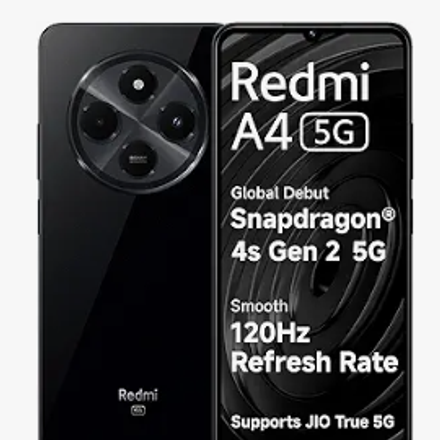 Redmi
A4 5G
Global Debut
Snapdragon®
4s Gen 2 5G
Smooth
120Hz
Refresh Rate
Supports JIO True 5G
Redmi
5G